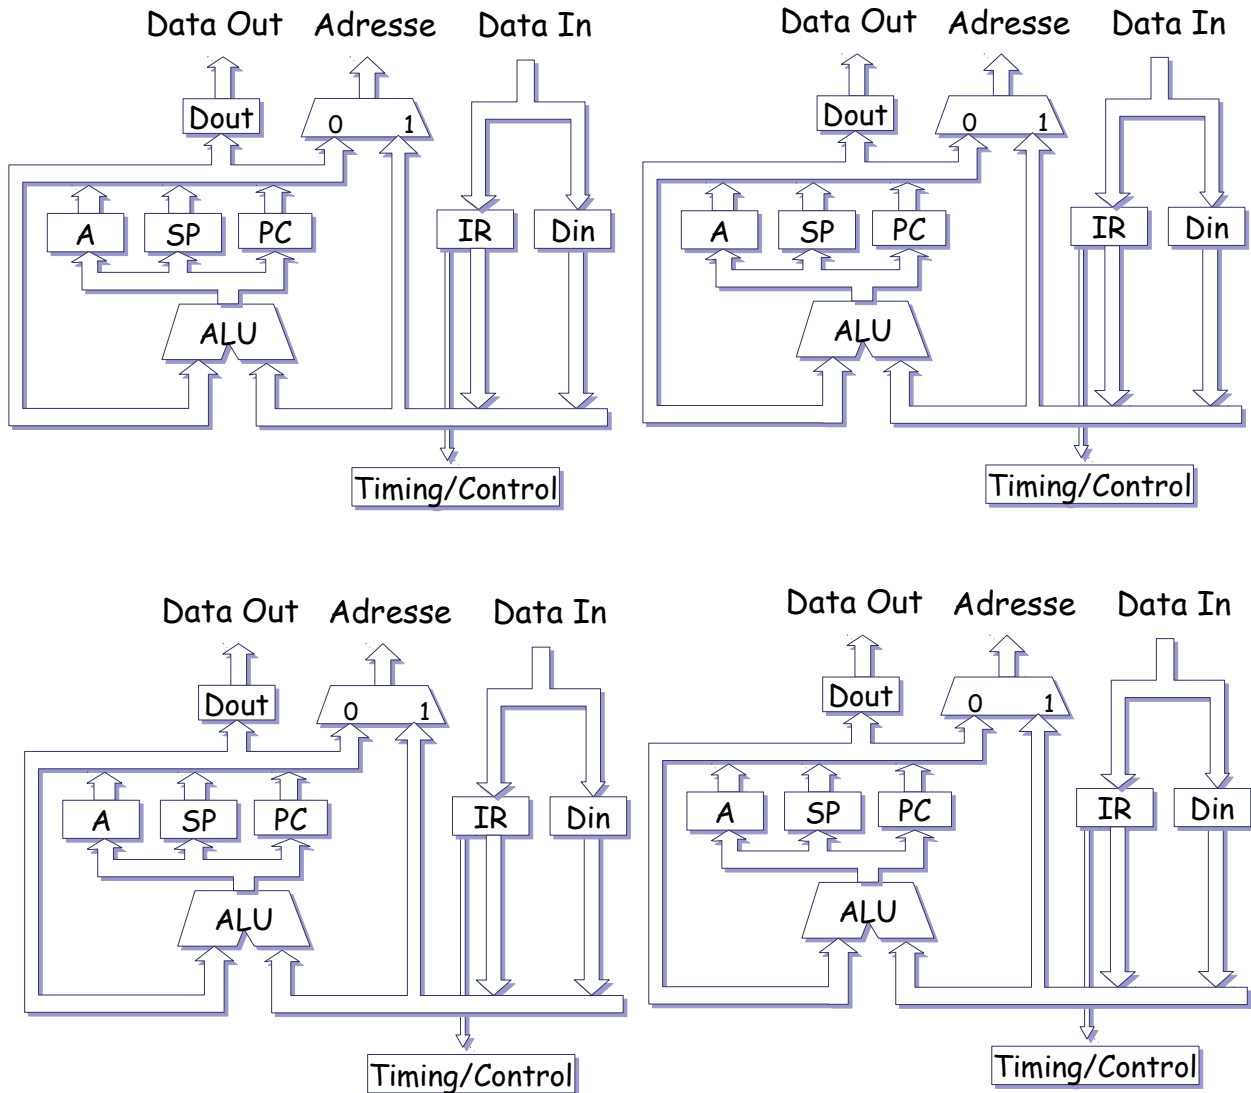 Data Out Adresse Data In
Dout 0 1
A SP PC IR Din
ALU
Timing/Control
Data Out Adresse Data In
Dout 0 1
A SP PC IR Din
ALU
Timing/Control
Data Out Adresse Data In
Dout 0 1
A SP PC IR Din
ALU
Timing/Control
Data Out Adresse Data In
Dout 0 1
A SP PC IR Din
ALU
Timing/Control